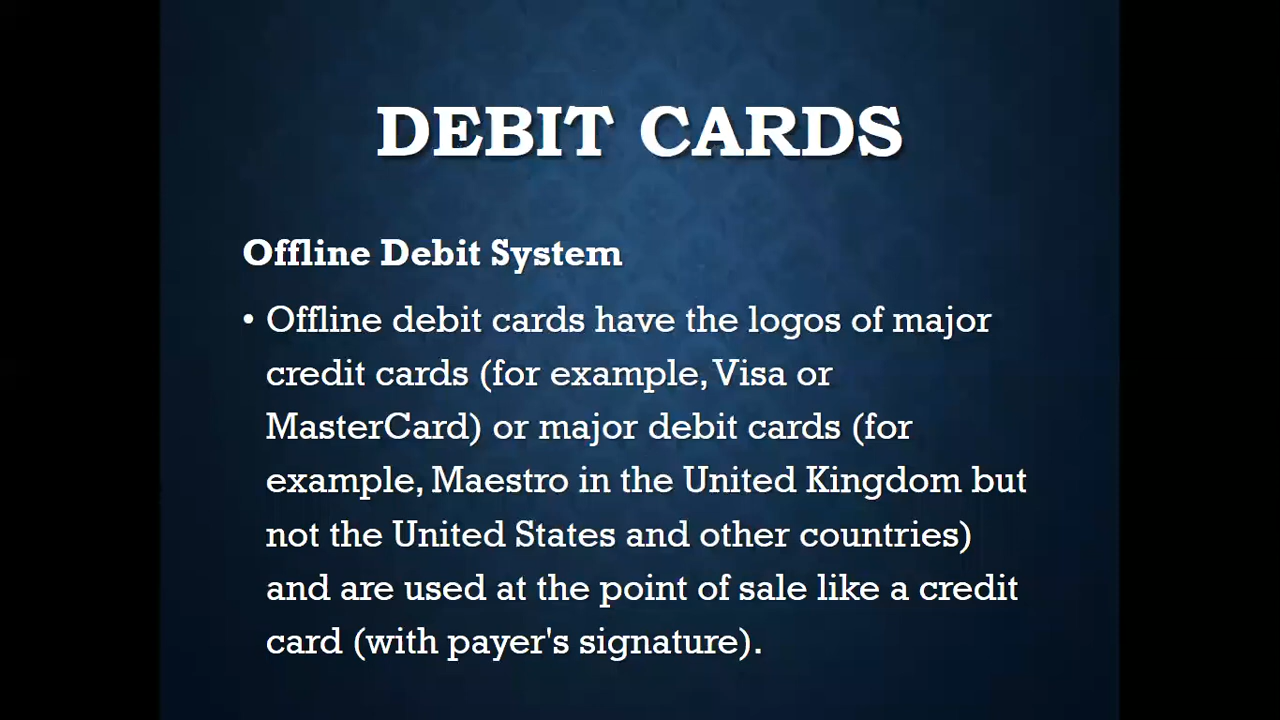 DEBIT CARDS
Offline Debit System
• Offline debit cards have the logos of major
credit cards (for example, Visa or
MasterCard) or major debit cards (for
example, Maestro in the United Kingdom but
not the United States and other countries)
and are used at the point of sale like a credit
card (with payer's signature).